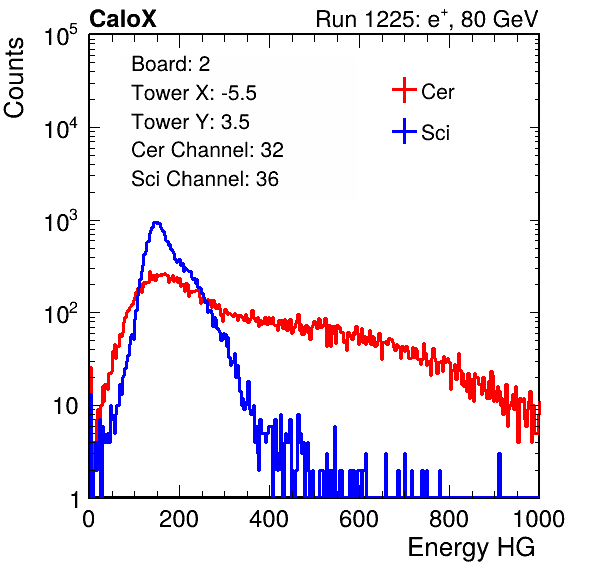 CaloX Run 1225: e⁺, 80 GeV
Counts
Board: 2
Tower X: -5.5
Tower Y: 3.5
Cer Channel: 32
Sci Channel: 36
Cer
Sci
10⁵
10⁴
10³
10²
10
1
0 200 400 600 800 1000
Energy HG